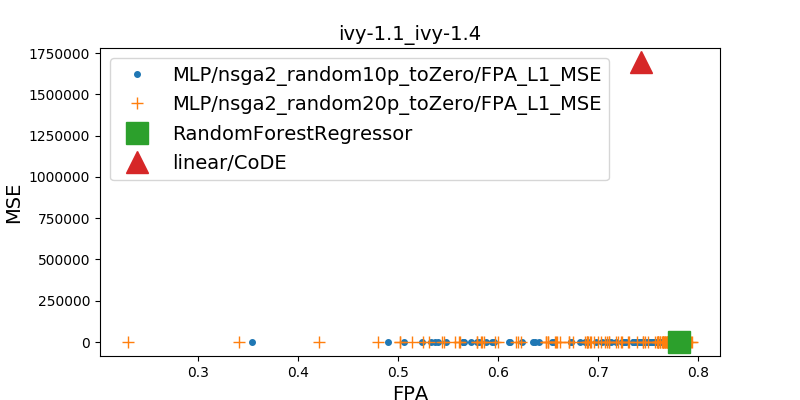 ivy-1.1_ivy-1.4
1750000
1500000
1250000
1000000
750000
500000
250000
0
MSE
MLP/nsga2_random10p_toZero/FPA_L1_MSE
MLP/nsga2_random20p_toZero/FPA_L1_MSE
RandomForestRegressor
linear/CoDE
0.3 0.4 0.5 0.6 0.7 0.8
FPA